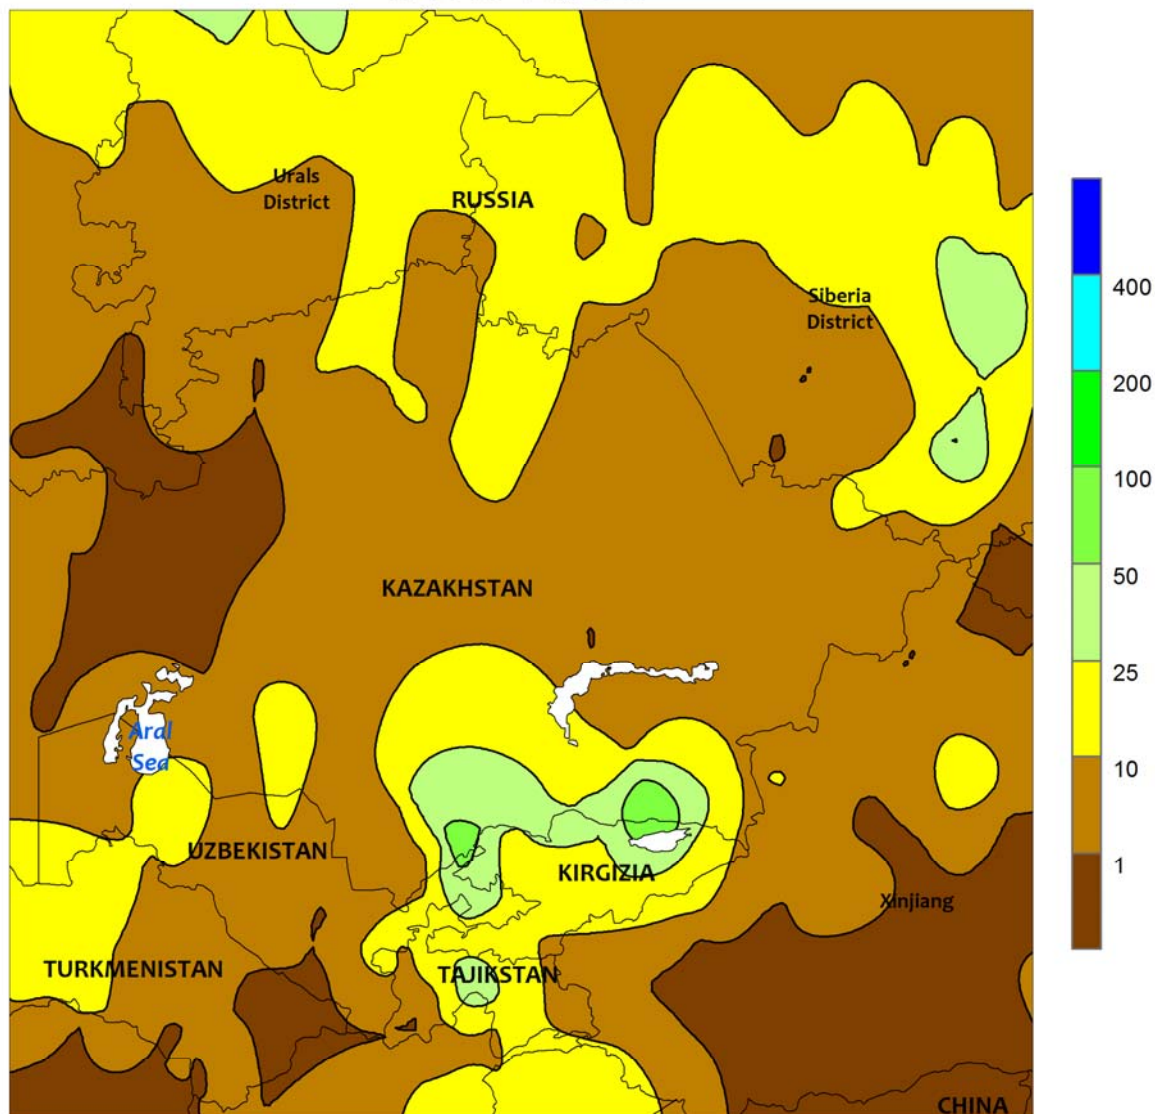 Urals
District
RUSSIA
Siberia
District
400
200
100
50
25
10
1
KAZAKHSTAN
Aral
Sea
UZBEKISTAN
KIRGIZIA
Xinjiang
TURKMENISTAN
TAJIKSTAN
CHINA